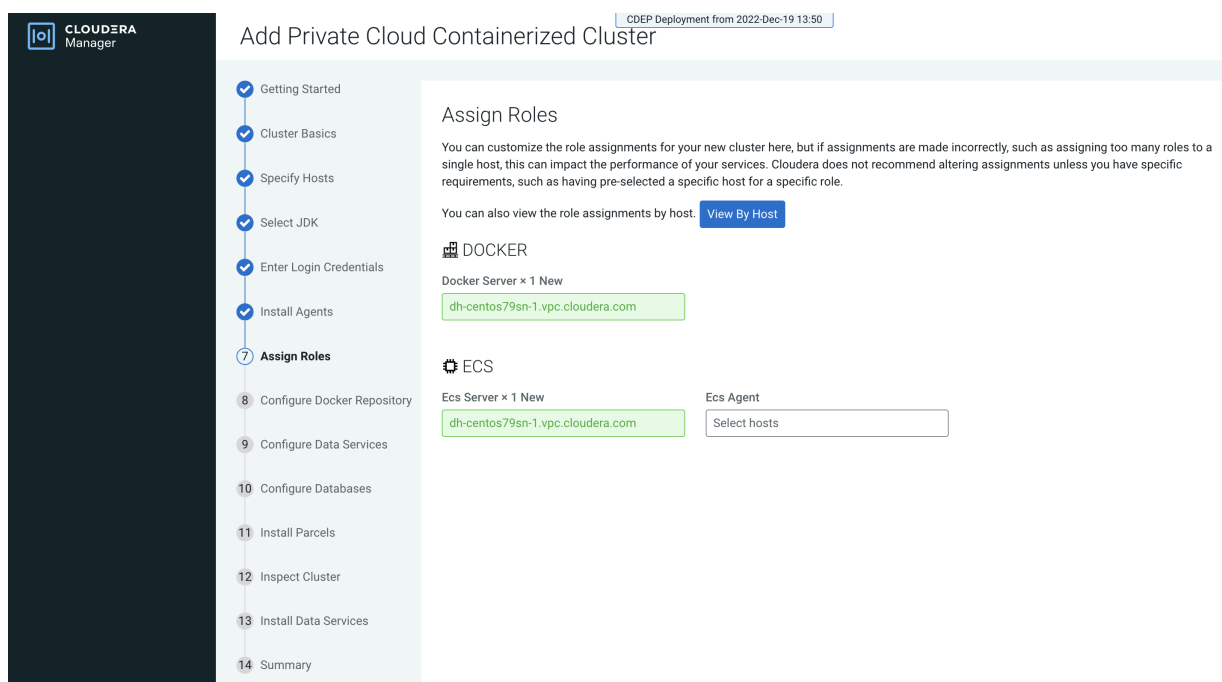 CLOUDERA
Manager
CDEP Deployment from 2022-Dec-19 13:50
Add Private Cloud Containerized Cluster
Getting Started
Cluster Basics
Specify Hosts
Select JDK
Enter Login Credentials
Install Agents
7 Assign Roles
8 Configure Docker Repository
9 Configure Data Services
10 Configure Databases
11 Install Parcels
12 Inspect Cluster
13 Install Data Services
14 Summary
Assign Roles
You can customize the role assignments for your new cluster here, but if assignments are made incorrectly, such as assigning too many roles to a
single host, this can impact the performance of your services. Cloudera does not recommend altering assignments unless you have specific
requirements, such as having pre-selected a specific host for a specific role.
You can also view the role assignments by host. View By Host
DOCKER
Docker Server × 1 New
dh-centos79sn-1.vpc.cloudera.com
ECS
Ecs Server × 1 New
dh-centos79sn-1.vpc.cloudera.com
Ecs Agent
Select hosts